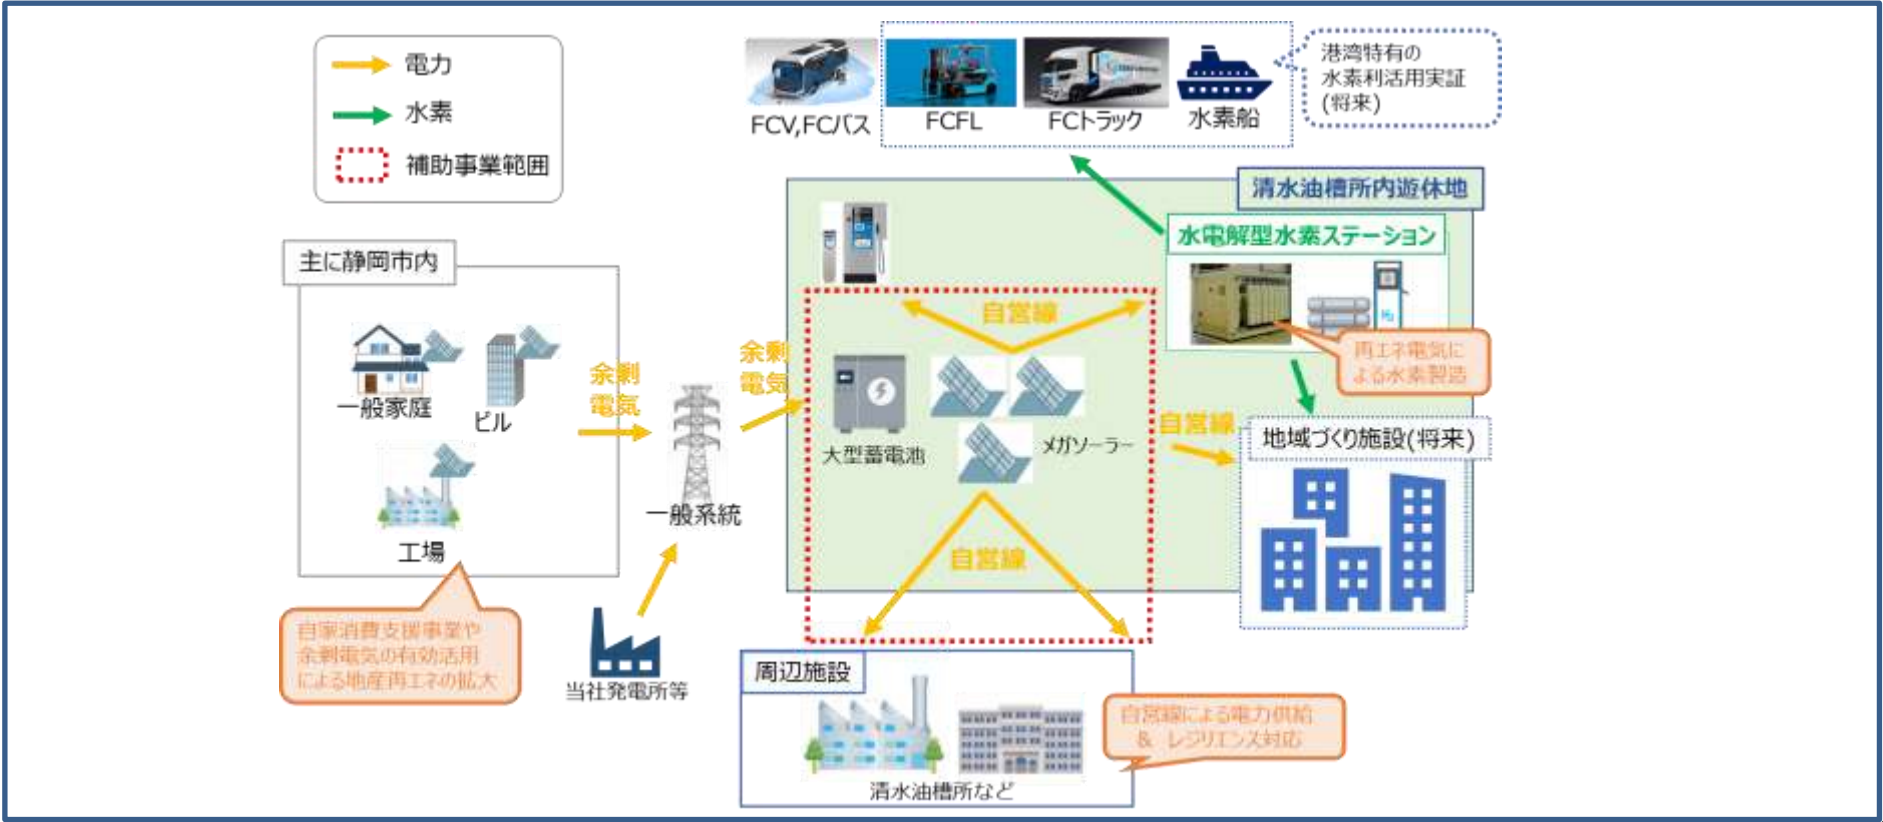 電力
水素
補助事業範囲
FCV,FCバス
FCFL
FCトラック
水素船
港湾特有の
水素利活用実証
(将来)
清水油槽所内遊休地
水電解型水素ステーション
H₂
再エネ電気に
よる水素製造
主に静岡市内
一般家庭
ビル
工場
余剰
電気
一般系統
余剰
電気
自営線
大型蓄電池
メガソーラー
自営線
自営線
地域づくり施設(将来)
自家消費支援事業や
余剰電気の有効活用
による地産再エネの拡大
当社発電所等
周辺施設
清水油槽所など
自営線による電力供給
& レジリエンス対応